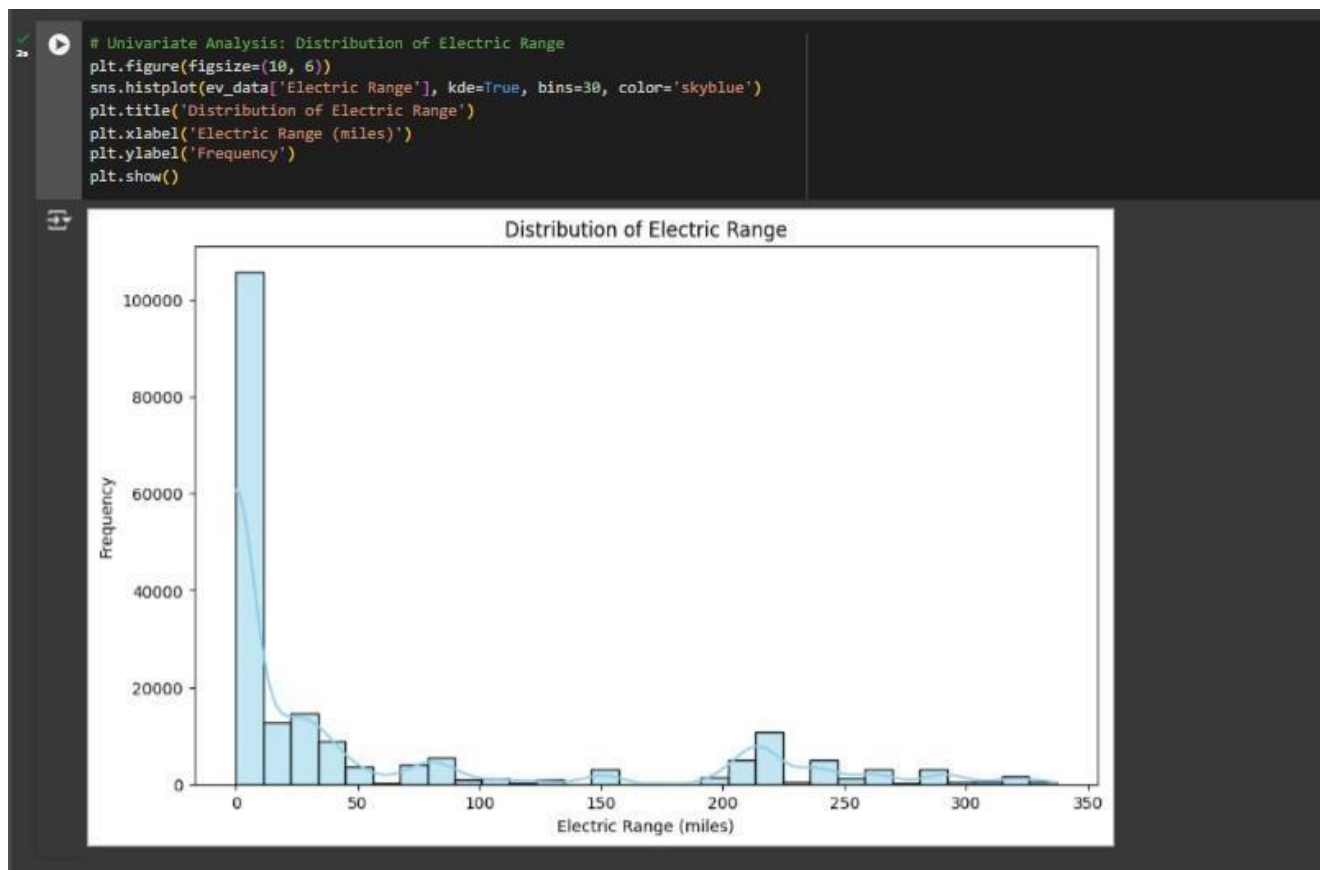 2s
# Univariate Analysis: Distribution of Electric Range
plt.figure(figsize=(10, 6))
sns.histplot(ev_data['Electric Range'], kde=True, bins=30, color='skyblue')
plt.title('Distribution of Electric Range')
plt.xlabel('Electric Range (miles)')
plt.ylabel('Frequency')
plt.show()
Distribution of Electric Range
100000
80000
60000
40000
20000
0
Frequency
0 50 100 150 200 250 300 350
Electric Range (miles)